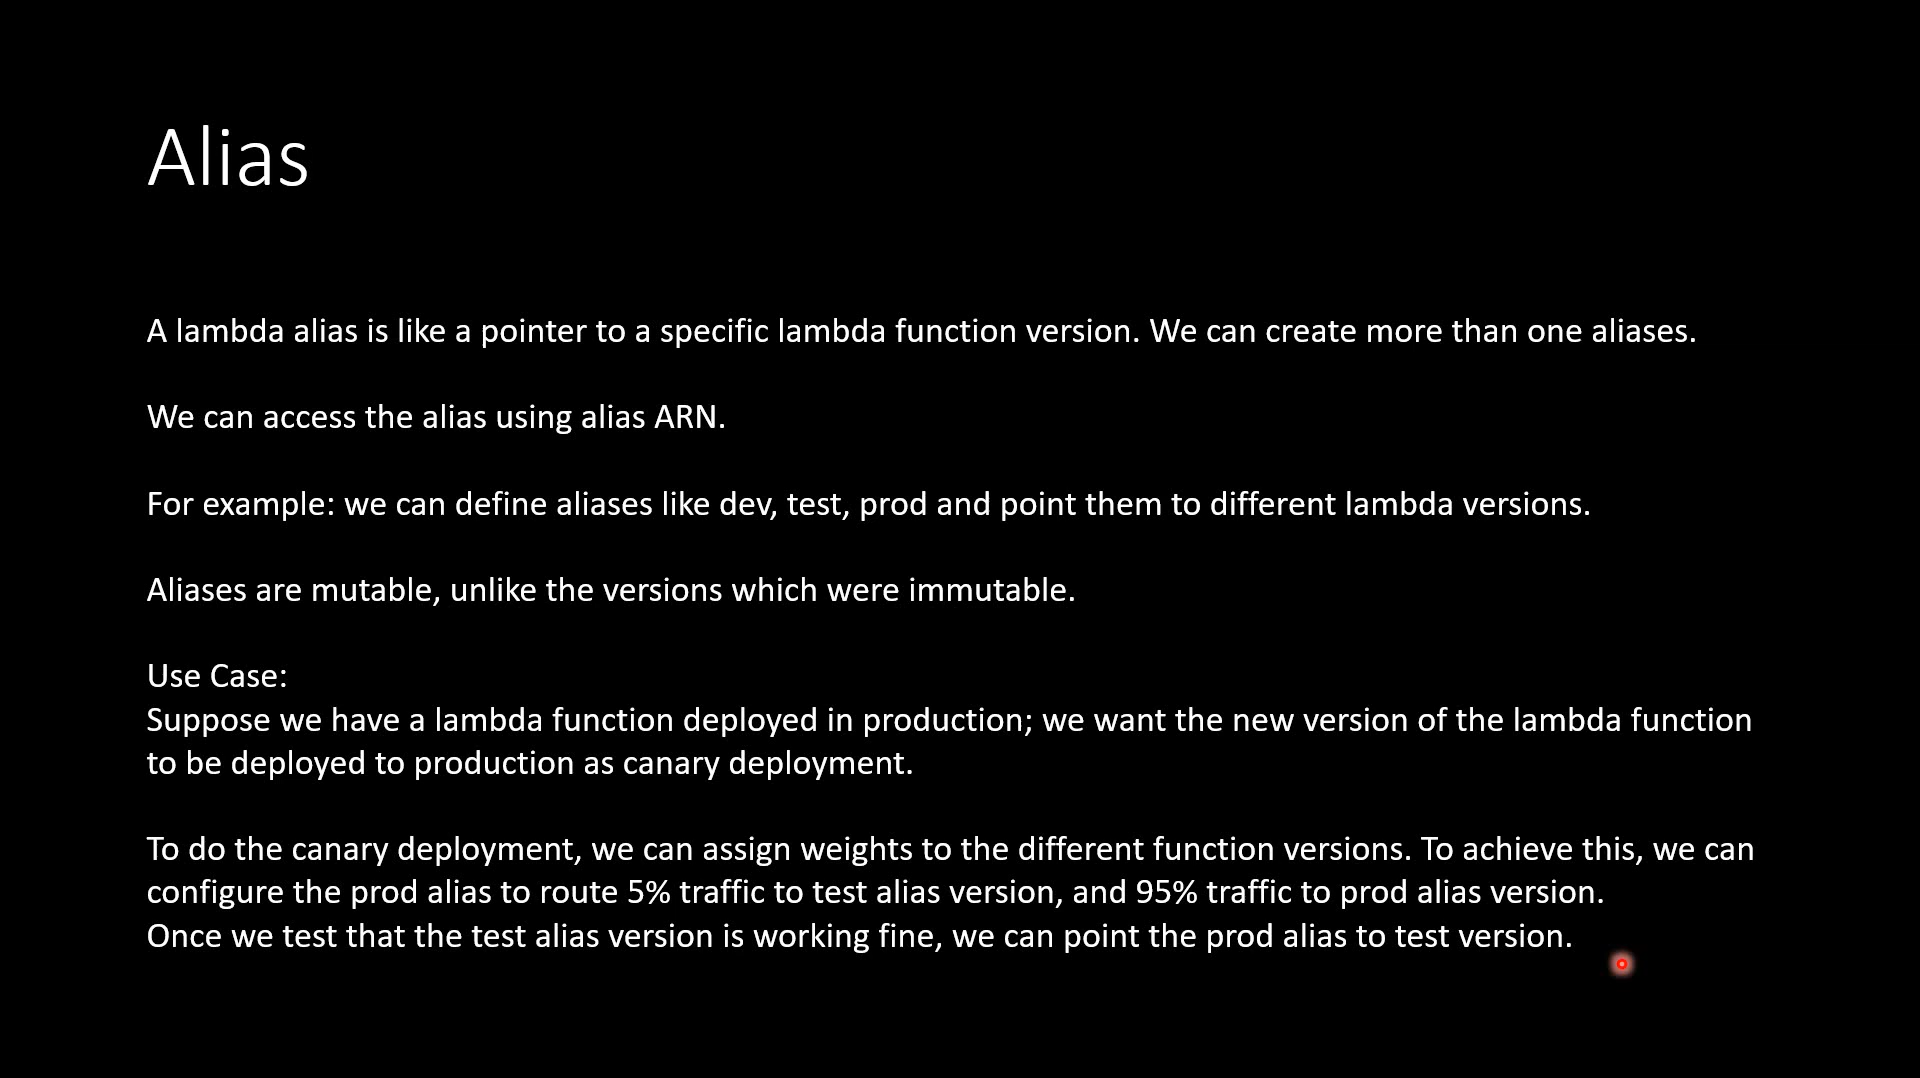 Alias
A lambda alias is like a pointer to a specific lambda function version. We can create more than one aliases.
We can access the alias using alias ARN.
For example: we can define aliases like dev, test, prod and point them to different lambda versions.
Aliases are mutable, unlike the versions which were immutable.
Use Case:
Suppose we have a lambda function deployed in production; we want the new version of the lambda function
to be deployed to production as canary deployment.
To do the canary deployment, we can assign weights to the different function versions. To achieve this, we can
configure the prod alias to route 5% traffic to test alias version, and 95% traffic to prod alias version.
Once we test that the test alias version is working fine, we can point the prod alias to test version.